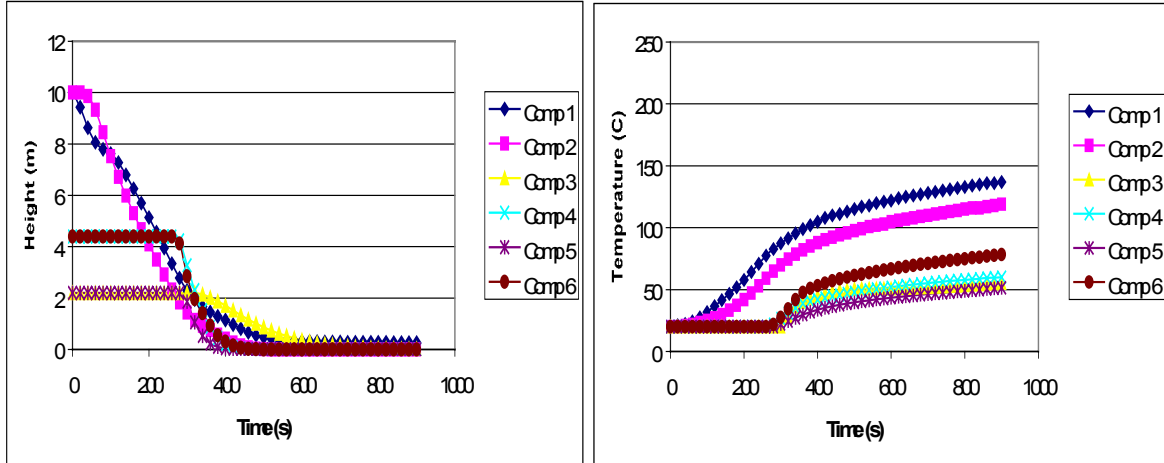 12
10
8
6
4
2
0
Height (m)
0 200 400 600 800 1000
Time(s)
Comp1
Comp2
Comp3
Comp4
Comp5
Comp6
250
200
150
100
50
0
Temperature (C)
0 200 400 600 800 1000
Time(s)
Comp1
Comp2
Comp3
Comp4
Comp5
Comp6